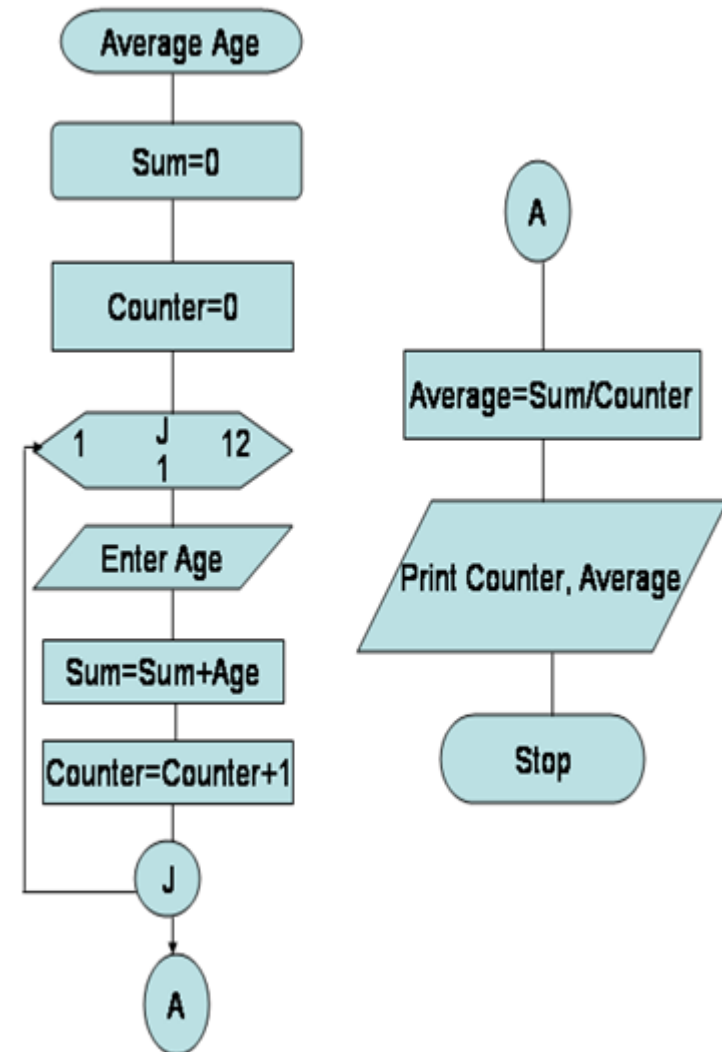 Average Age
Sum=0
Counter=0
1 J 12
1
Enter Age
Sum=Sum+Age
Counter=Counter+1
J
A
A
Average=Sum/Counter
Print Counter, Average
Stop